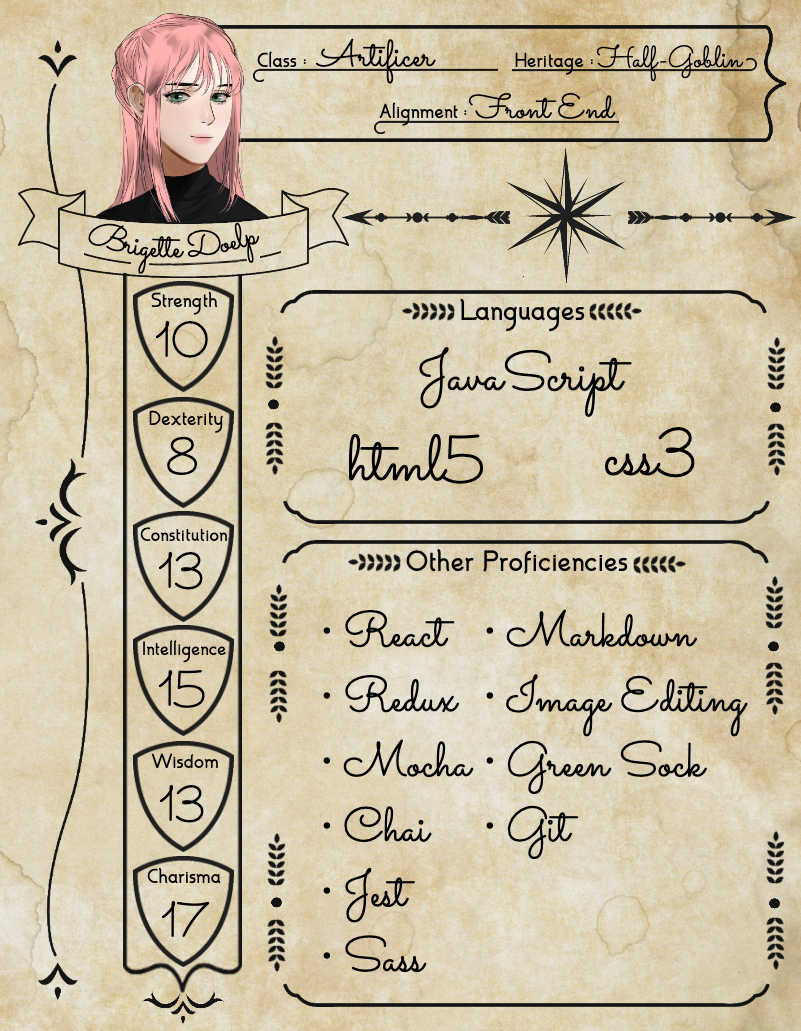 Class : Artificer Heritage : Half-Goblin
Alignment : Front End
Brigette Doelp
Strength
10
Dexterity
8
Constitution
13
Intelligence
15
Wisdom
13
Charisma
17
Languages
JavaScript
html5 css3
Other Proficiencies
• React • Markdown
• Redux • Image Editing
• Mocha • Green Sock
• Chai • Git
• Jest
• Sass